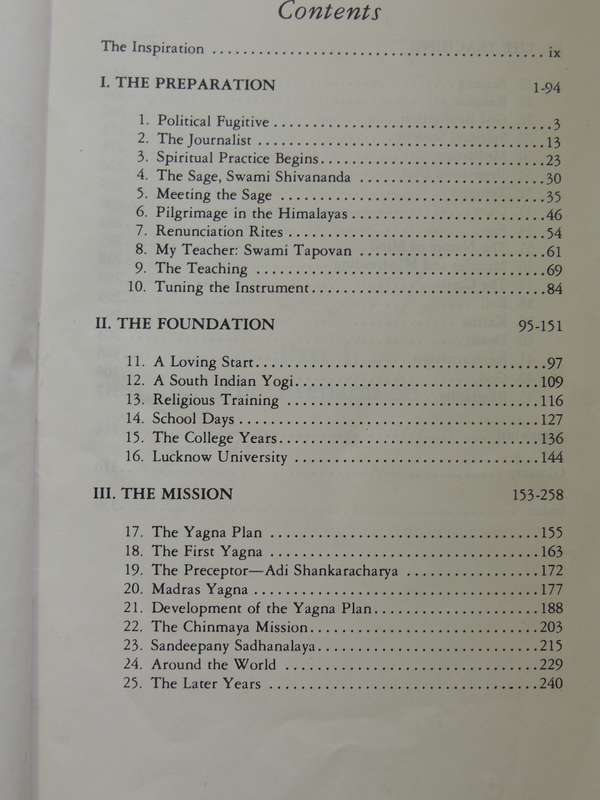 Contents
The Inspiration ................................................ ix
I. THE PREPARATION 1-94
1. Political Fugitive ........................................ 3
2. The Journalist ........................................ 13
3. Spiritual Practice Begins ................................ 23
4. The Sage, Swami Shivananda ........................ 30
5. Meeting the Sage .................................... 35
6. Pilgrimage in the Himalayas ........................ 46
7. Renunciation Rites .................................. 54
8. My Teacher: Swami Tapovan ........................ 61
9. The Teaching ........................................ 69
10. Tuning the Instrument .............................. 84
II. THE FOUNDATION 95-151
11. A Loving Start ........................................ 97
12. A South Indian Yogi ................................ 109
13. Religious Training .................................. 116
14. School Days ........................................ 127
15. The College Years .................................. 136
16. Lucknow University ................................ 144
III. THE MISSION 153-258
17. The Yagna Plan .................................... 155
18. The First Yagna .................................... 163
19. The Preceptor—Adi Shankaracharya ................ 172
20. Madras Yagna ...................................... 177
21. Development of the Yagna Plan .................... 188
22. The Chinmaya Mission .............................. 203
23. Sandeepany Sadhanalaya ............................ 215
24. Around the World .................................. 229
25. The Later Years .................................... 240